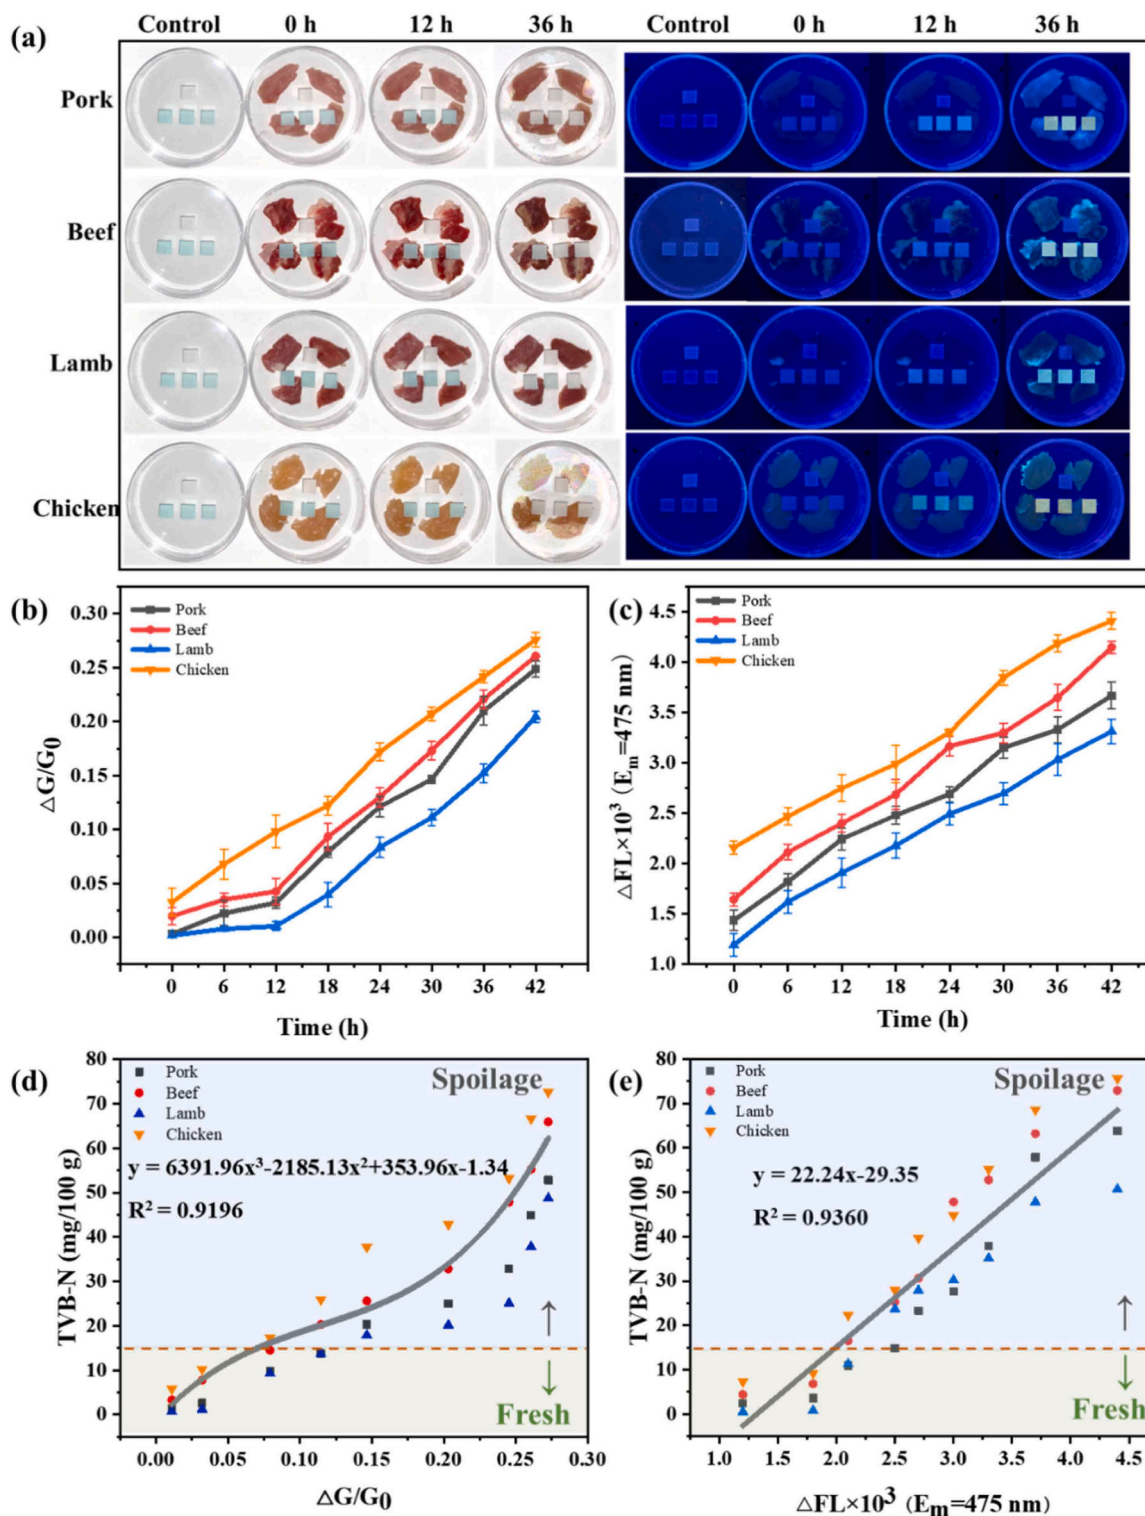 (a)
Control 0 h 12 h 36 h Control 0 h 12 h 36 h
Pork
Beef
Lamb
Chicken
(b)
Pork
Beef
Lamb
Chicken
0.30
0.25
0.20
0.15
0.10
0.05
0.00
△G/G₀
0 6 12 18 24 30 36 42
Time (h)
(c)
Pork
Beef
Lamb
Chicken
4.5
4.0
3.5
3.0
2.5
2.0
1.5
1.0
△FL×10³ (Eₘ=475 nm)
0 6 12 18 24 30 36 42
Time (h)
(d)
Pork
Beef
Lamb
Chicken
Spoilage
y = 6391.96x³-2185.13x²+353.96x-1.34
R² = 0.9196
Fresh
80
70
60
50
40
30
20
10
0
TVB-N (mg/100 g)
0.00 0.05 0.10 0.15 0.20 0.25 0.30
△G/G₀
(e)
Pork
Beef
Lamb
Chicken
Spoilage
y = 22.24x-29.35
R² = 0.9360
Fresh
80
70
60
50
40
30
20
10
0
TVB-N (mg/100 g)
1.0 1.5 2.0 2.5 3.0 3.5 4.0 4.5
△FL×10³ (Eₘ=475 nm)